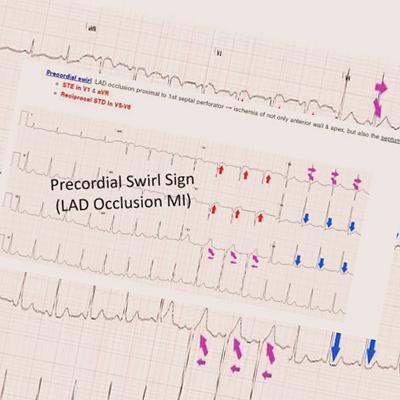 aVR
V1
Precordial swirl: LAD occlusion proximal to 1st septal perforator → ischemia of not only anterior wall & apex, but also the septum
STE in V1 & aVR
Reciprocal STD in V5-V6
Precordial Swirl Sign
(LAD Occlusion MI)